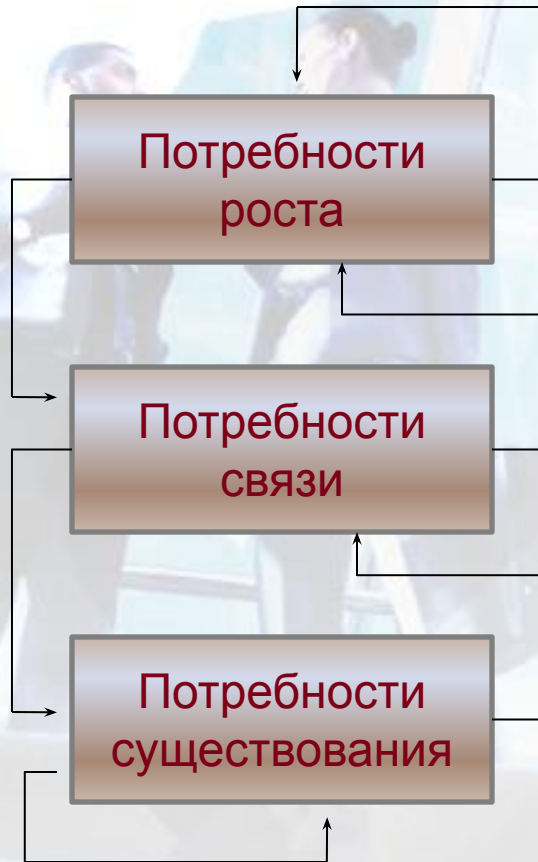 Потребности
роста
Потребности
связи
Потребности
существования